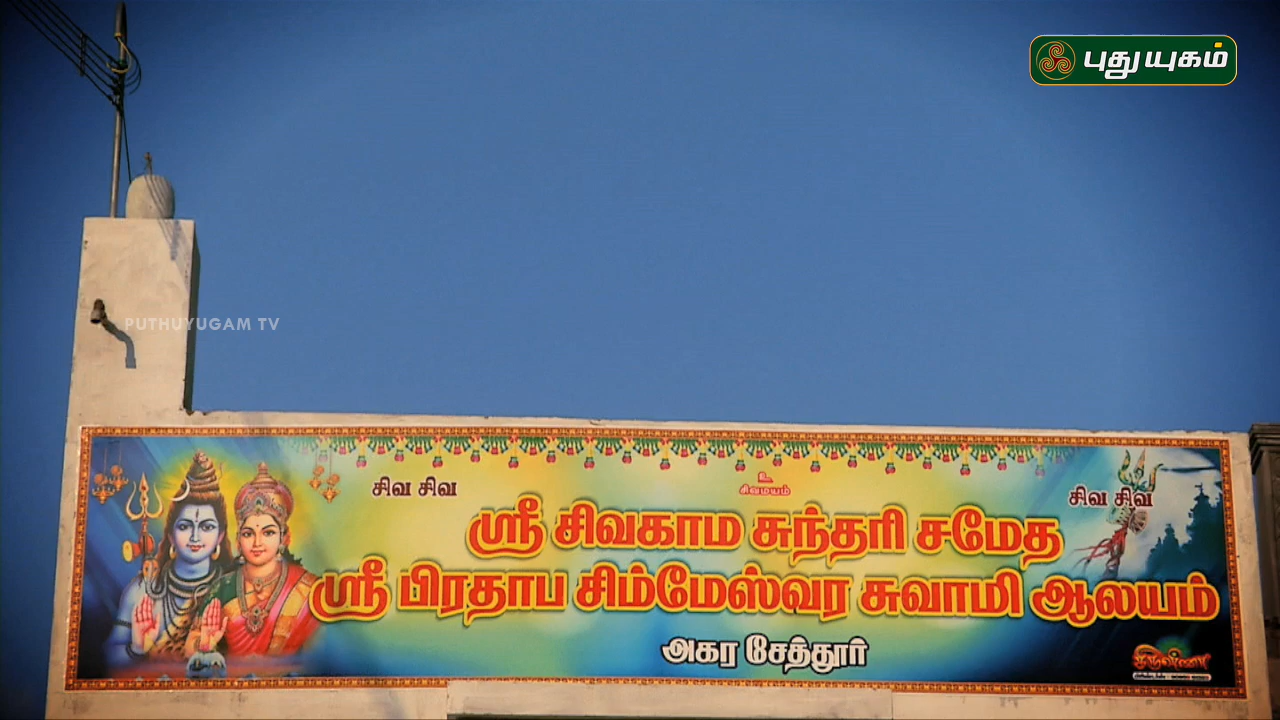 புதுயுகம்
PUTHUYUGAM TV
உ
சிவமயம்
சிவ சிவ
சிவ சிவ
ஸ்ரீ சிவகாம சுந்தரி சமேத
ஸ்ரீ பிரதாப சிம்மேஸ்வர சுவாமி ஆலயம்
அகர சேத்தூர்